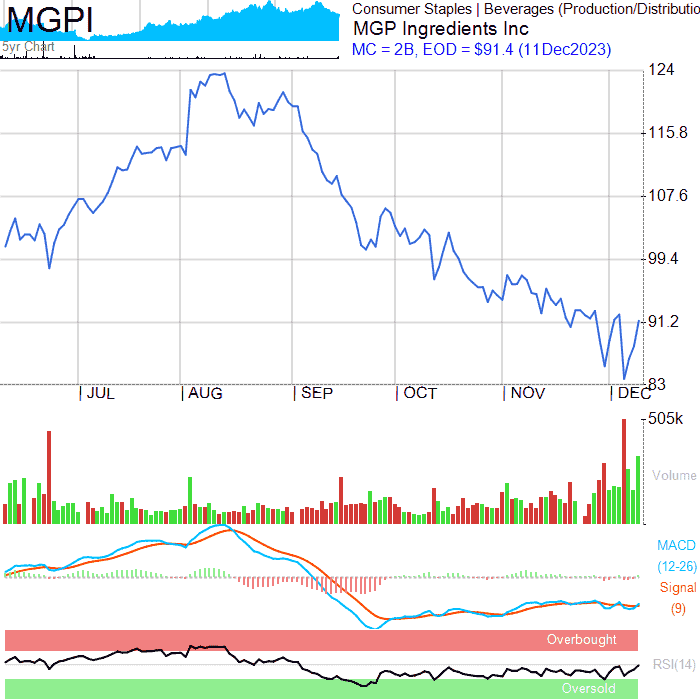 MGPI
5yr Chart
Consumer Staples | Beverages (Production/Distributio
MGP Ingredients Inc
MC = 2B, EOD = $91.4 (11Dec2023)
124
115.8
107.6
99.4
91.2
83
| JUL | AUG | SEP | OCT | NOV | DEC
505k
Volume
MACD
(12-26)
Signal
(9)
Overbought
RSI(14)
Oversold